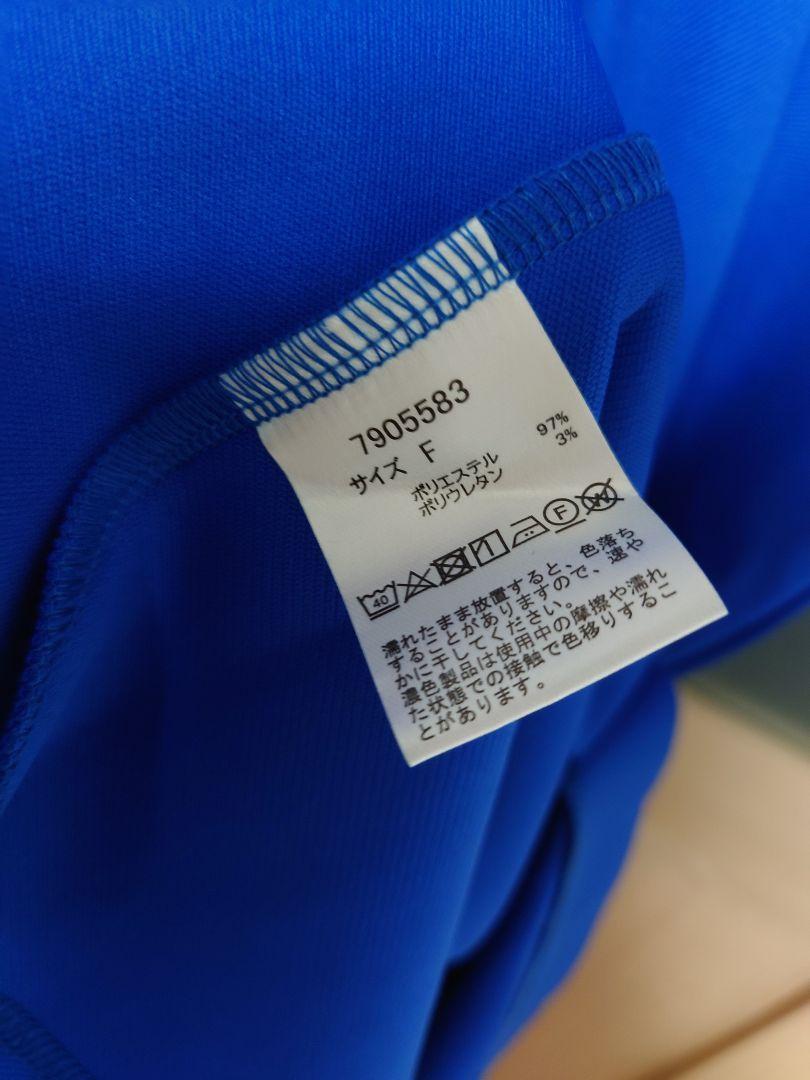 7905583
サイズ F
ポリエステル 97%
ポリウレタン 3%
40 F W
濡れたまま放置すると、色落ち
することがありますので、速や
かに干してください。
濃色製品は使用中の摩擦や濡れ
た状態での接触で色移りするこ
とがあります。